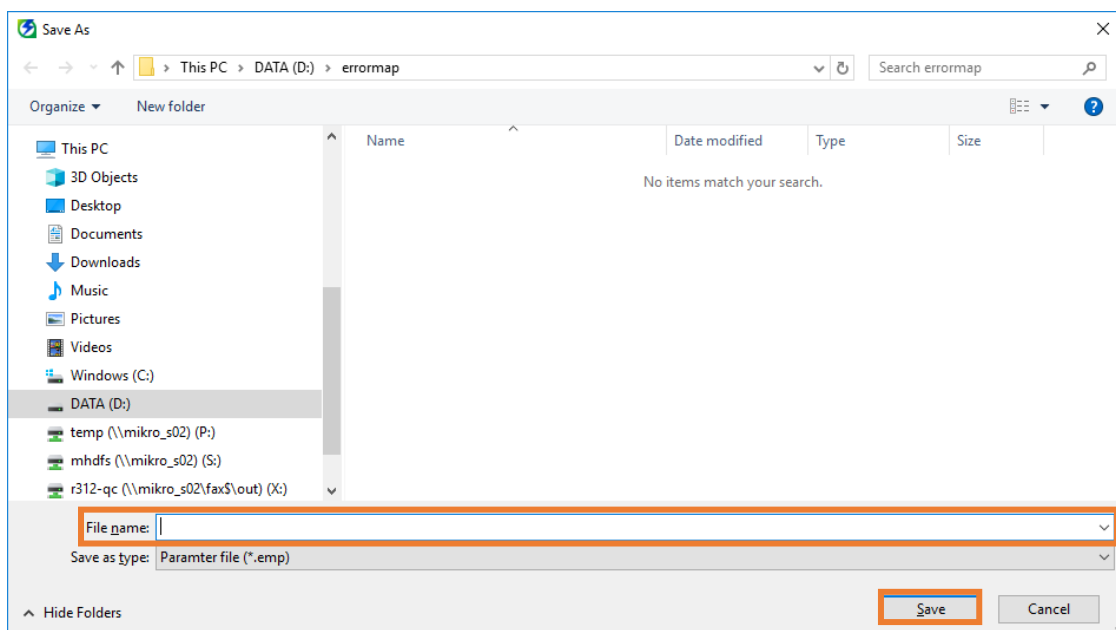 Save As
This PC > DATA (D:) > errormap
Search errormap
Organize
New folder
Name
Date modified
Type
Size
No items match your search.
This PC
3D Objects
Desktop
Documents
Downloads
Music
Pictures
Videos
Windows (C:)
DATA (D:)
temp (\\mikro_s02) (P:)
mhdfs (\\mikro_s02) (S:)
r312-qc (\\mikro_s02\fax$\out) (X:)
File name:
Save as type: Paramter file (*.emp)
Hide Folders
Save
Cancel